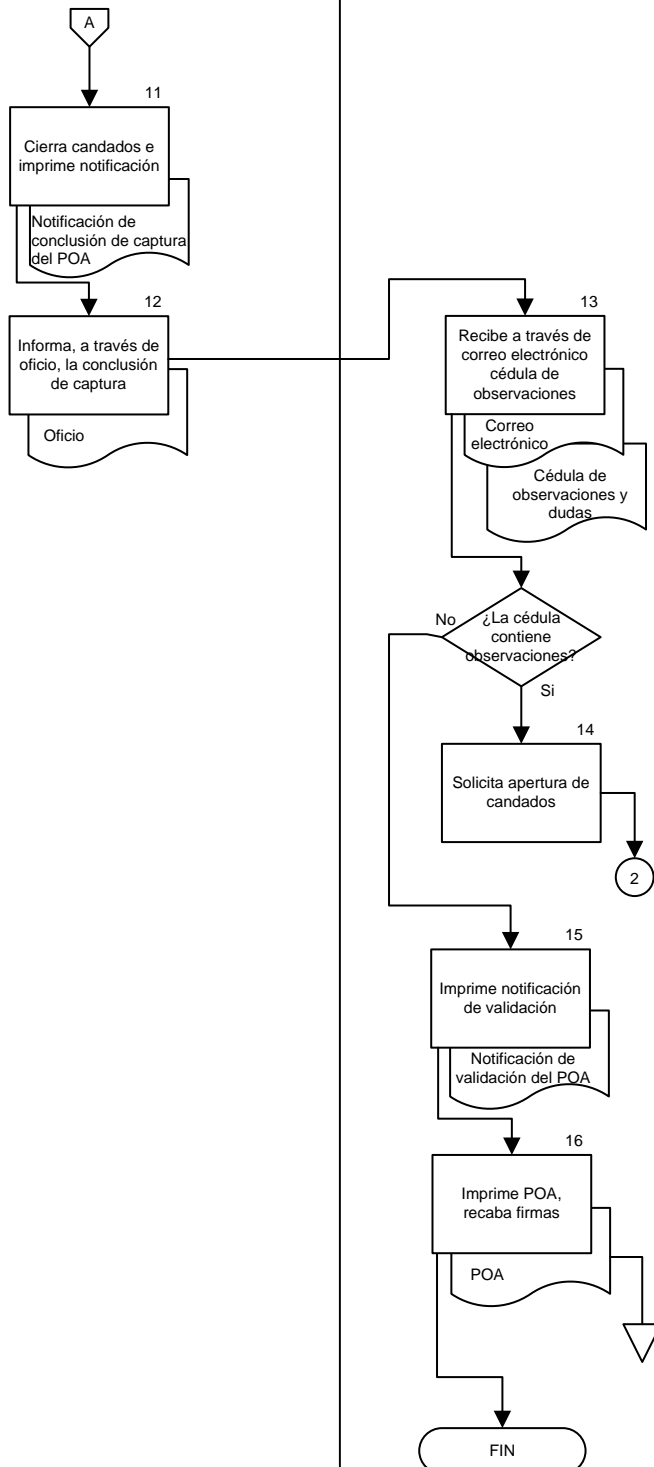 A
11
Cierra candados e
imprime notificación
Notificación de
conclusión de captura
del POA
12
Informa, a través de
oficio, la conclusión
de captura
Oficio
13
Recibe a través de
correo electrónico
cédula de
observaciones
Correo
electrónico
Cédula de
observaciones y
dudas
¿La cédula
contiene
observaciones?
No
Si
14
Solicita apertura de
candados
2
15
Imprime notificación
de validación
Notificación de
validación del POA
16
Imprime POA,
recaba firmas
POA
FIN